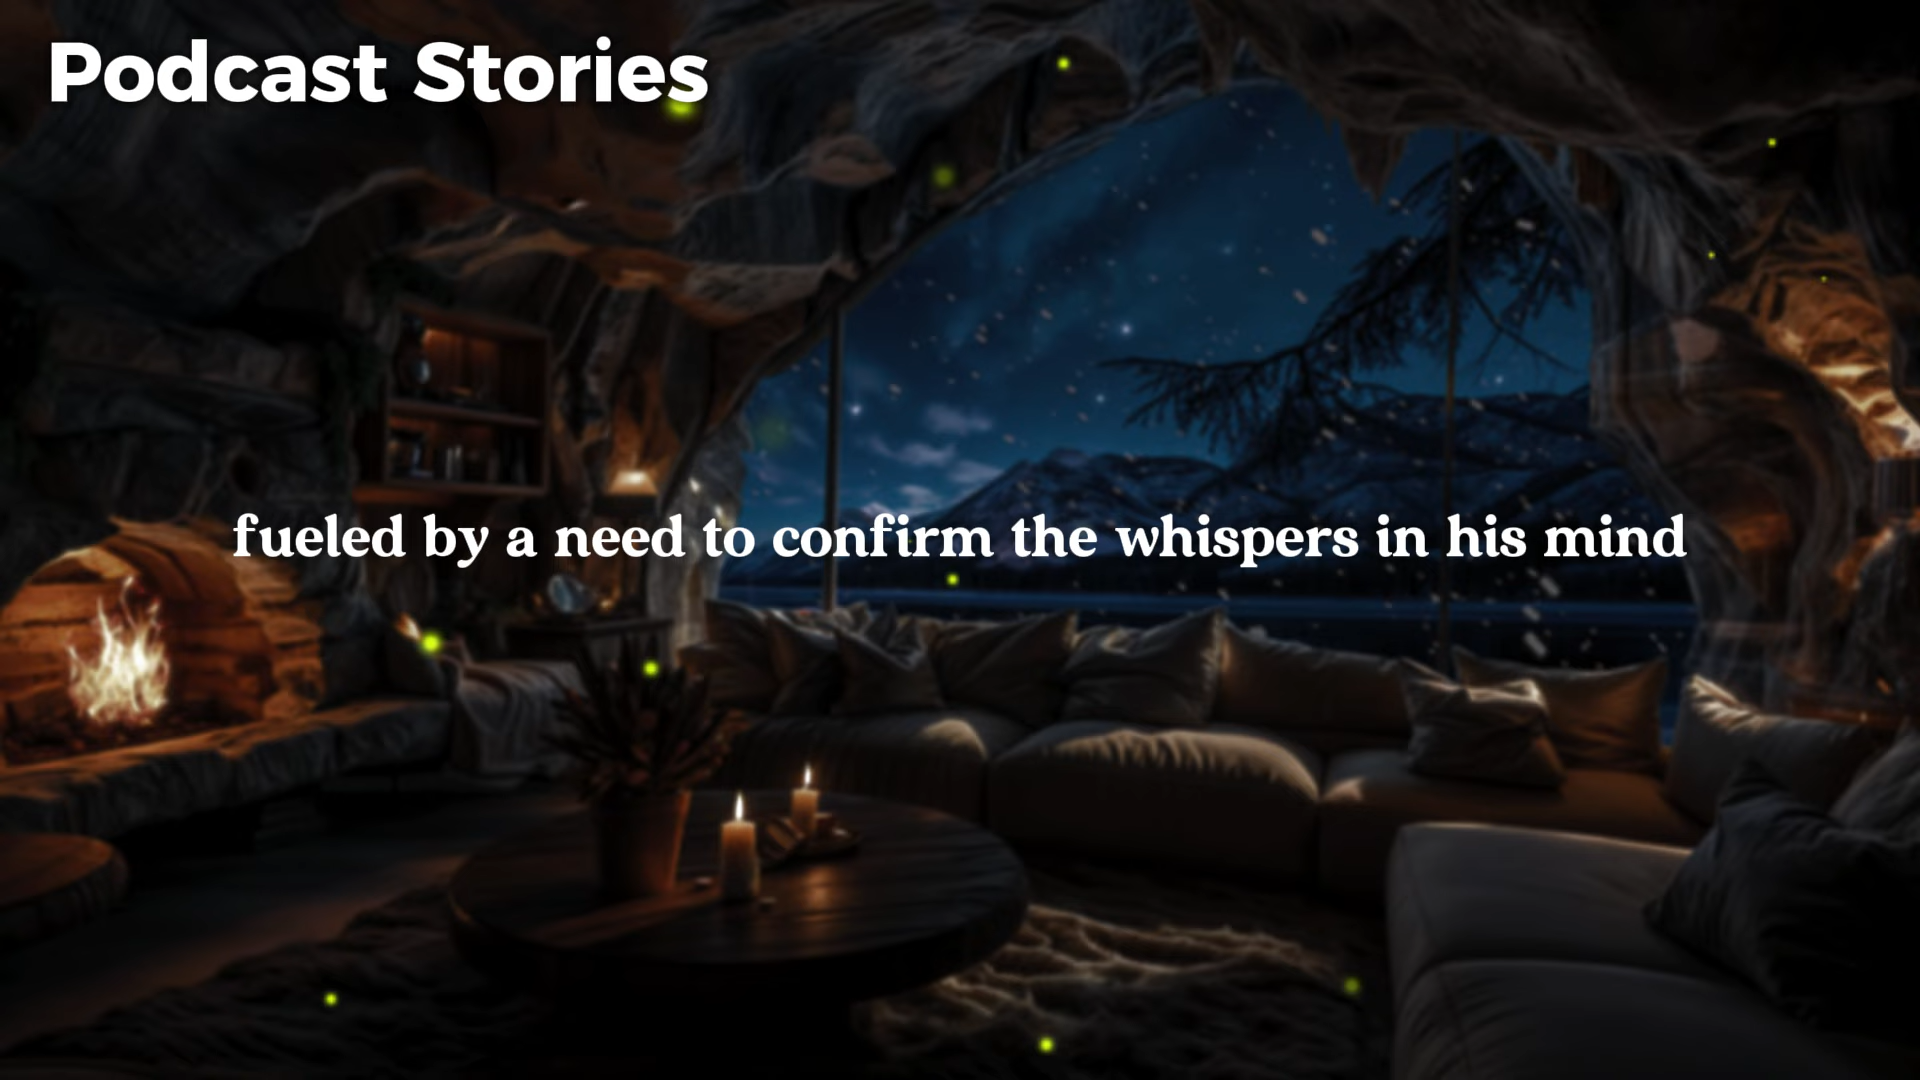 Podcast Stories
fueled by a need to confirm the whispers in his mind